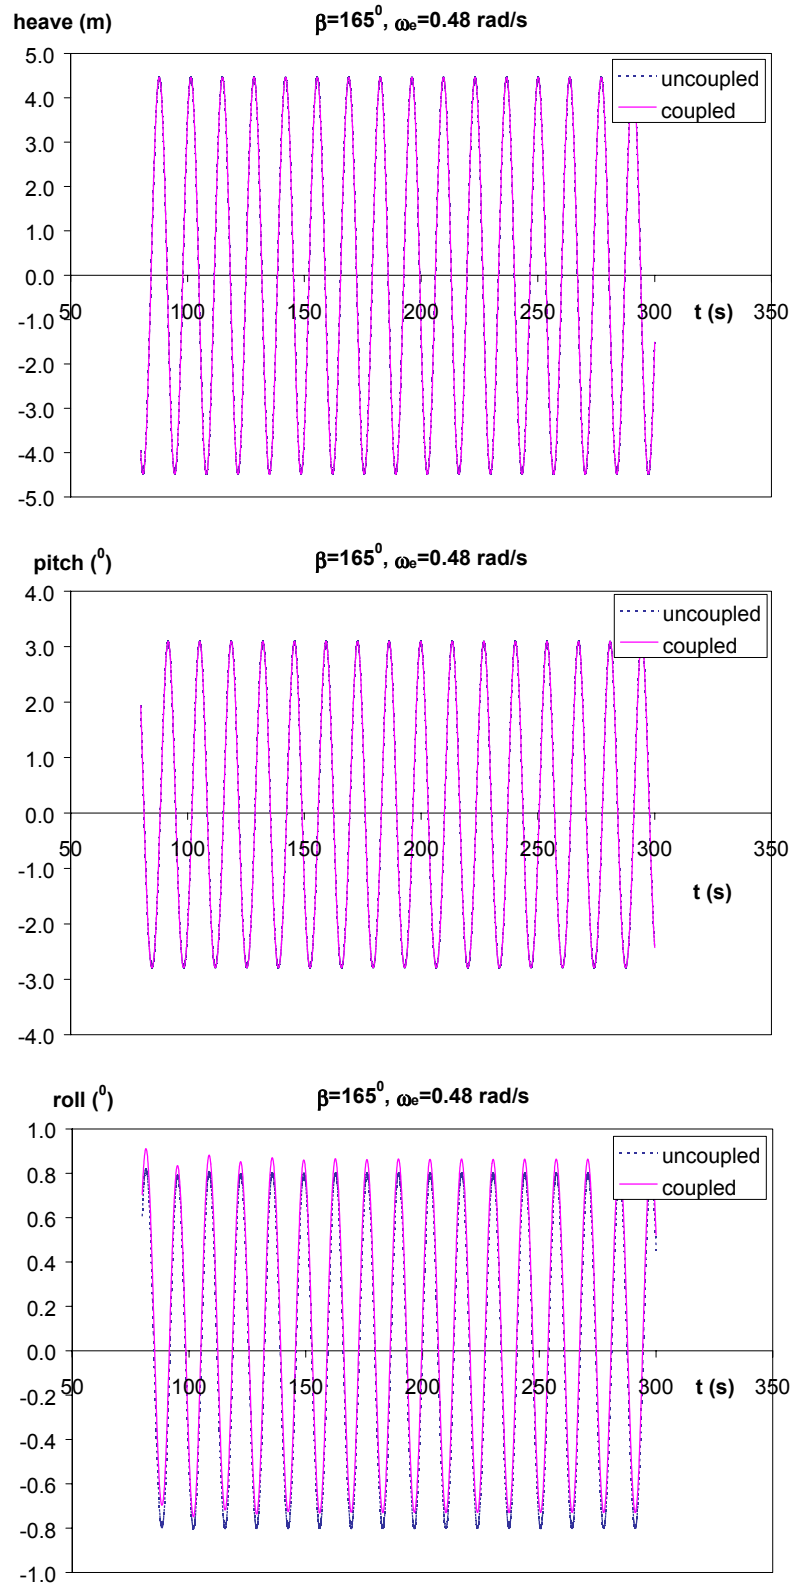 heave (m)
β=165⁰, ωe=0.48 rad/s
5.0
4.0
3.0
2.0
1.0
0.0
-1.0
-2.0
-3.0
-4.0
-5.0
50 100 150 200 250 300 350
t (s)
uncoupled
coupled
pitch (⁰)
β=165⁰, ωe=0.48 rad/s
4.0
3.0
2.0
1.0
0.0
-1.0
-2.0
-3.0
-4.0
50 100 150 200 250 300 350
t (s)
uncoupled
coupled
roll (⁰)
β=165⁰, ωe=0.48 rad/s
1.0
0.8
0.6
0.4
0.2
0.0
-0.2
-0.4
-0.6
-0.8
-1.0
50 100 150 200 250 300 350
t (s)
uncoupled
coupled